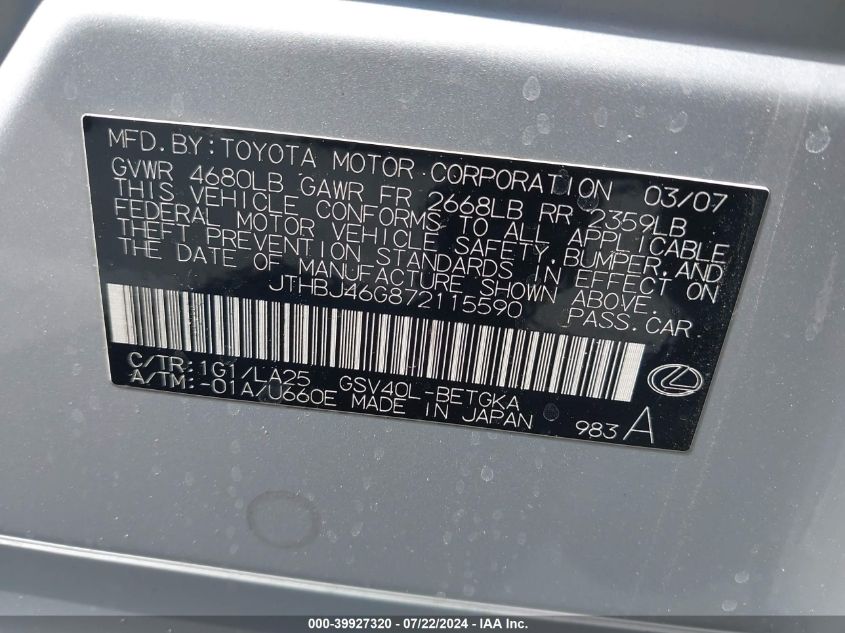 MFD. BY: TOYOTA MOTOR CORPORATION 03/07
GVWR 4680LB GAWR FR 2668LB RR 2359LB
THIS VEHICLE CONFORMS TO ALL APPLICABLE
FEDERAL MOTOR VEHICLE SAFETY, BUMPER, AND
THEFT PREVENTION STANDARDS IN EFFECT ON
THE DATE OF MANUFACTURE SHOWN ABOVE.
JTHBJ46G872115590 PASS. CAR
C/TR: 1G1/LA25 GSV40L-BETGKA
A/TM: -01A/U660E MADE IN JAPAN 983 A
000-39927320 / 07/22/2024 / Copyright IAA, Inc.